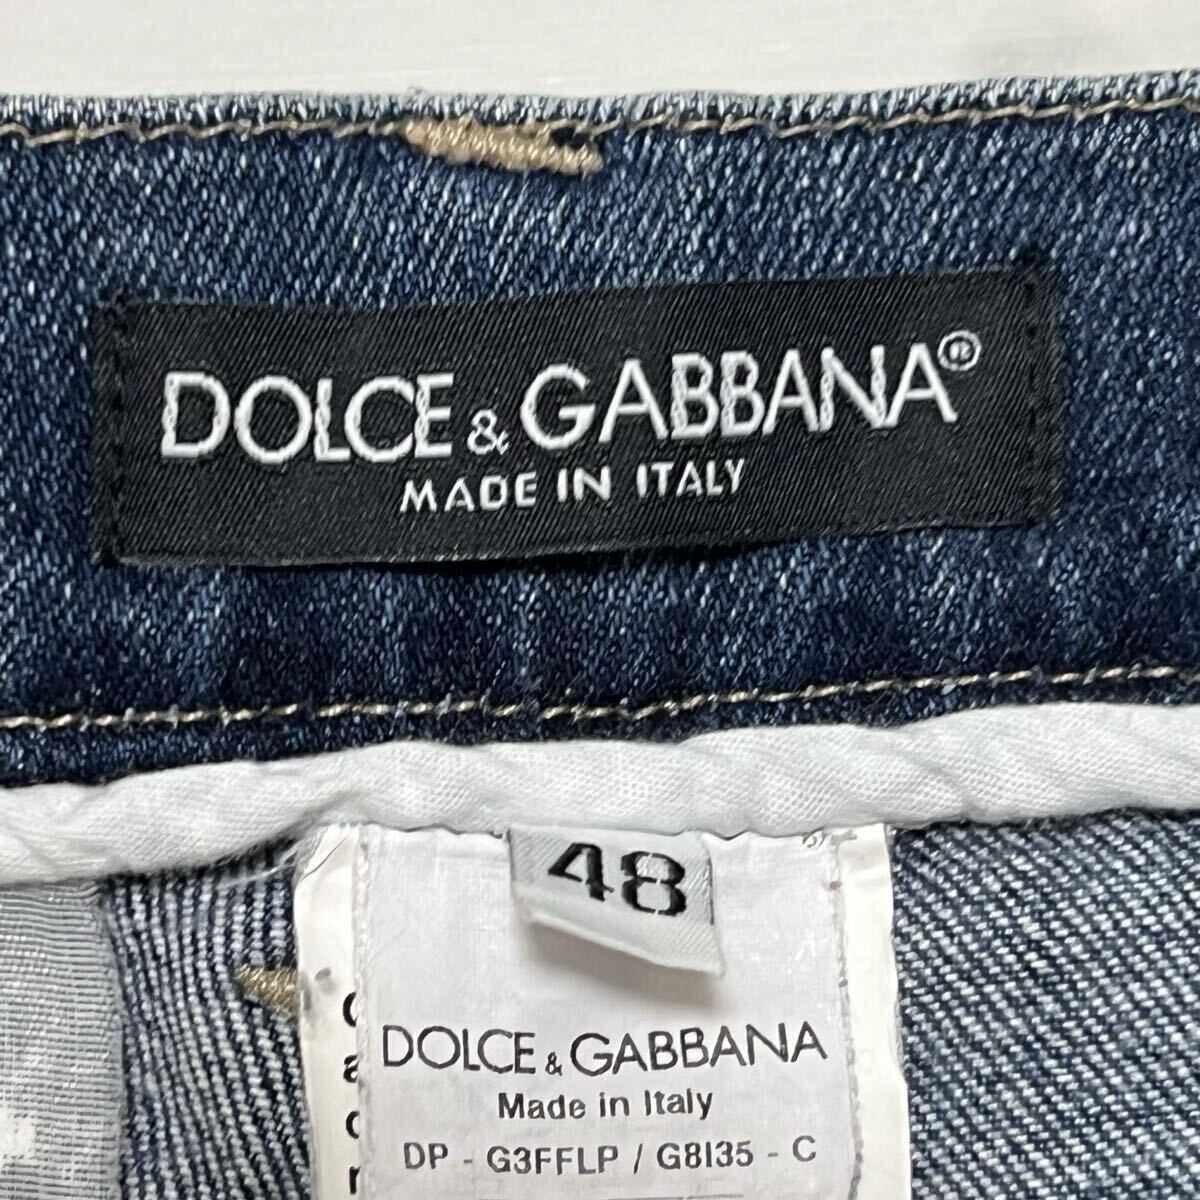 DOLCE & GABBANA®
MADE IN ITALY
48
DOLCE & GABBANA
Made in Italy
DP - G3FFLP / G8I35 - C